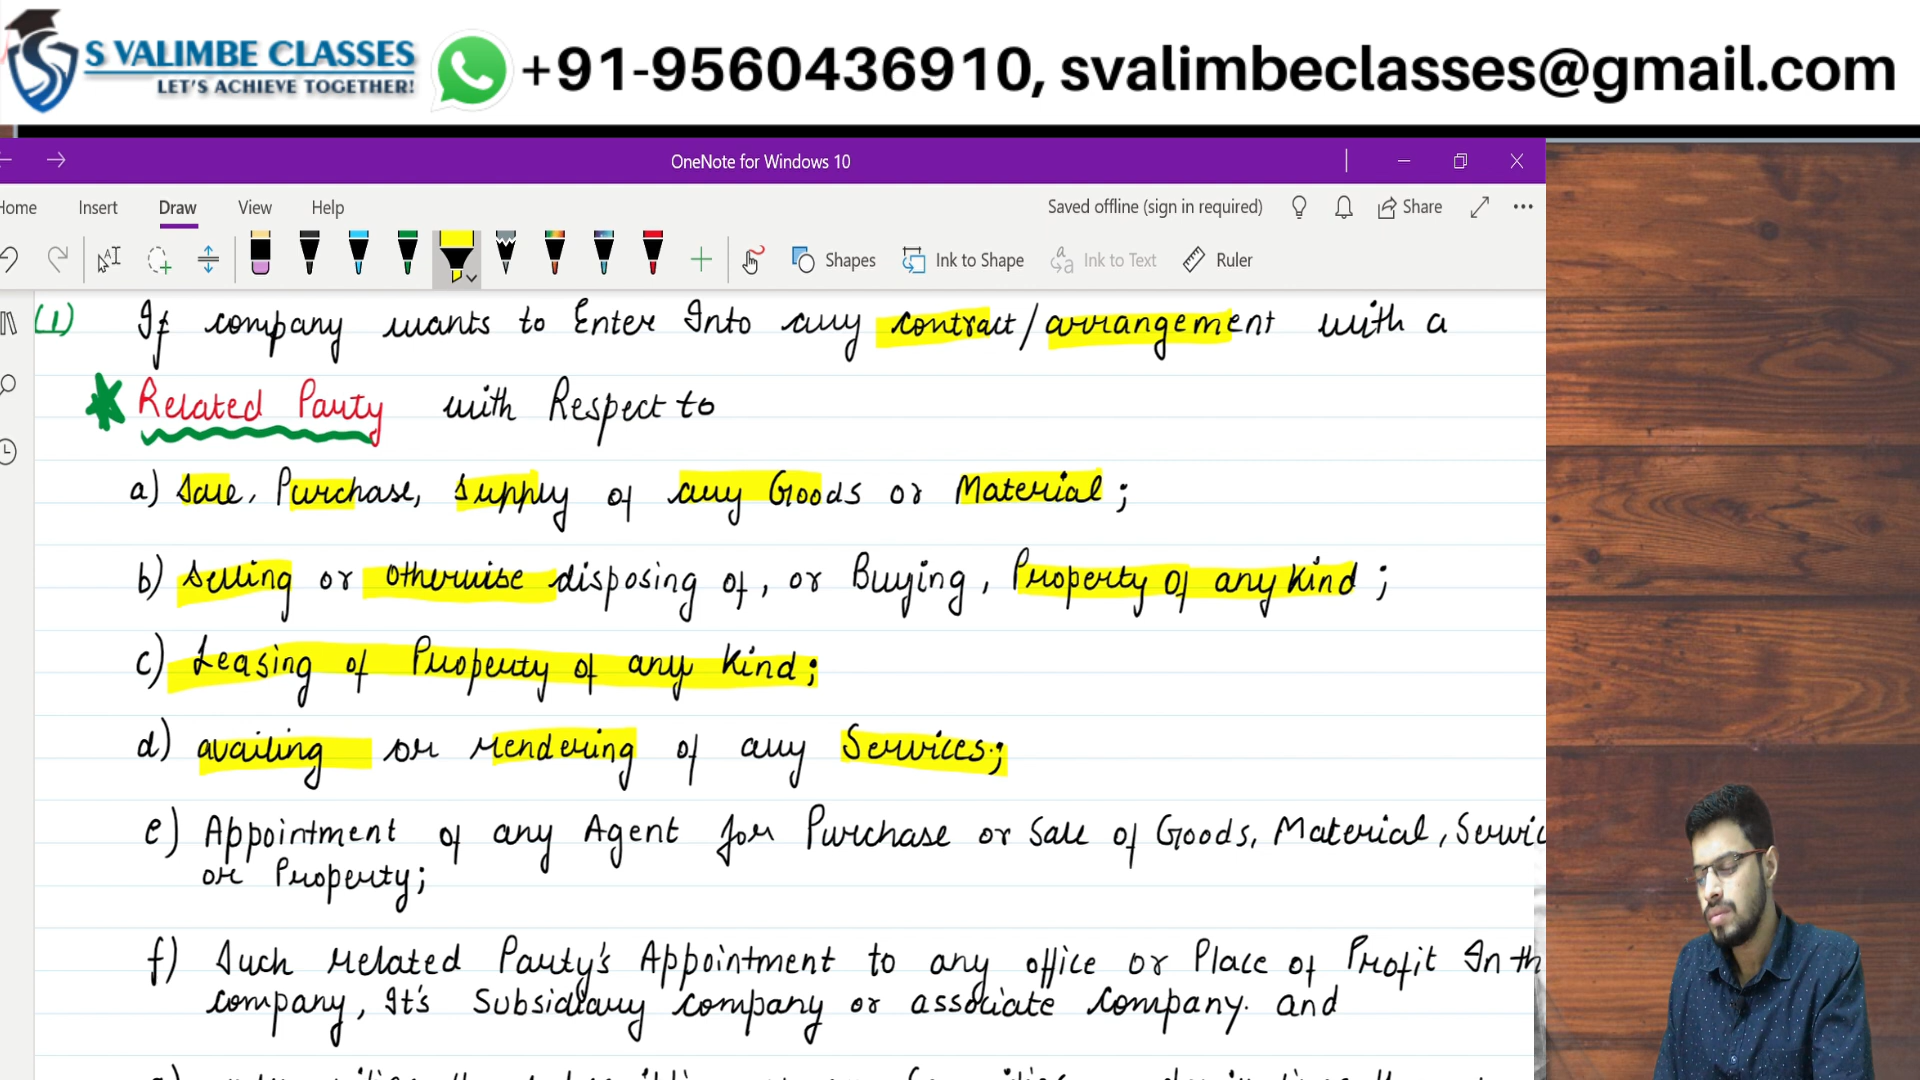 S VALIMBE CLASSES
LET'S ACHIEVE TOGETHER!
+91-9560436910, svalimbeclasses@gmail.com
OneNote for Windows 10
Home Insert Draw View Help
Saved offline (sign in required) Share
Shapes Ink to Shape Ink to Text Ruler
(1) If company wants to Enter Into any contract/arrangement with a
Related Party with Respect to
a) Sale, Purchase, Supply of any Goods or Material;
b) Selling or otherwise disposing of, or Buying, Property of any kind;
c) Leasing of Property of any kind;
d) availing or rendering of any Services;
e) Appointment of any Agent for Purchase or Sale of Goods, Material, Servic
or Property;
f) Such related Party's Appointment to any office or Place of Profit In th
company, It's Subsidiary company or associate company. and